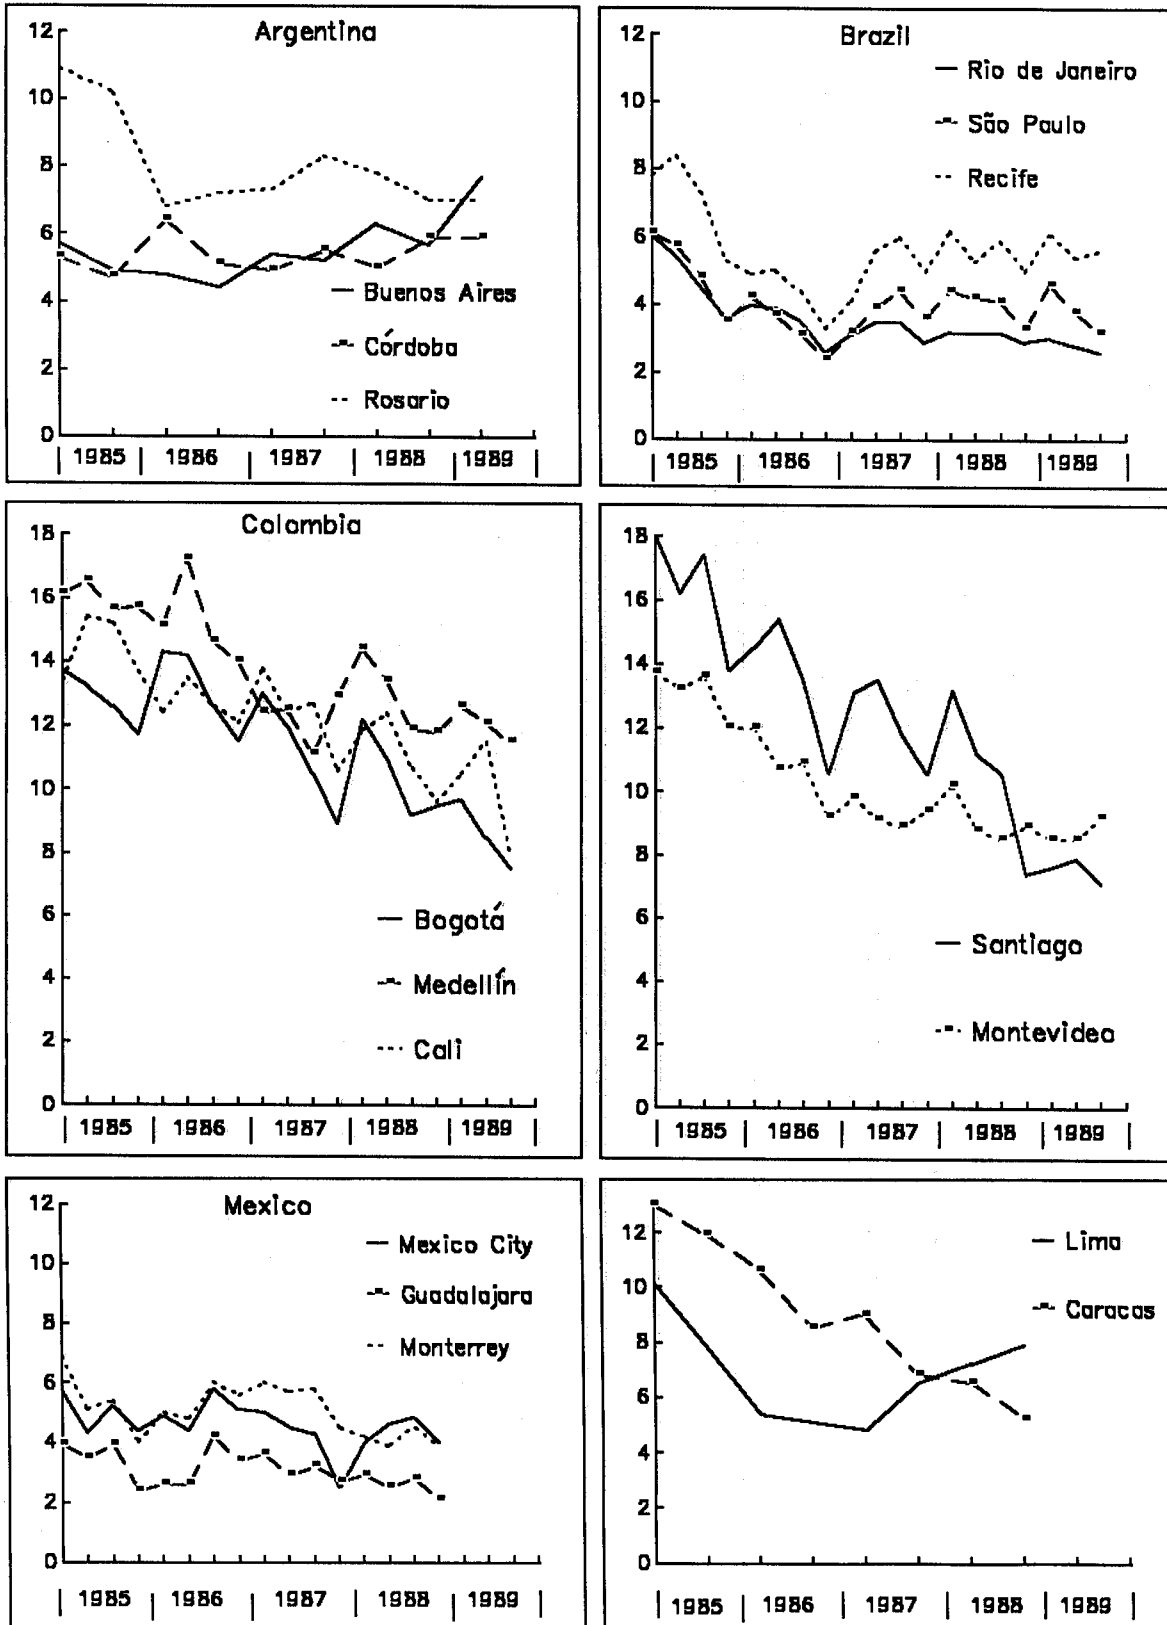 Argentina
12
10
8
6
4
2
0
Buenos Aires
Córdoba
Rosario
| 1985 | 1986 | 1987 | 1988 | 1989 |
Brazil
12
10
8
6
4
2
0
Rio de Janeiro
São Paulo
Recife
| 1985 | 1986 | 1987 | 1988 | 1989 |
Colombia
18
16
14
12
10
8
6
4
2
0
Bogotá
Medellín
Cali
| 1985 | 1986 | 1987 | 1988 | 1989 |
18
16
14
12
10
8
6
4
2
0
Santiago
Montevideo
| 1985 | 1986 | 1987 | 1988 | 1989 |
Mexico
12
10
8
6
4
2
0
Mexico City
Guadalajara
Monterrey
| 1985 | 1986 | 1987 | 1988 | 1989 |
12
10
8
6
4
2
0
Lima
Caracas
| 1985 | 1986 | 1987 | 1988 | 1989 |